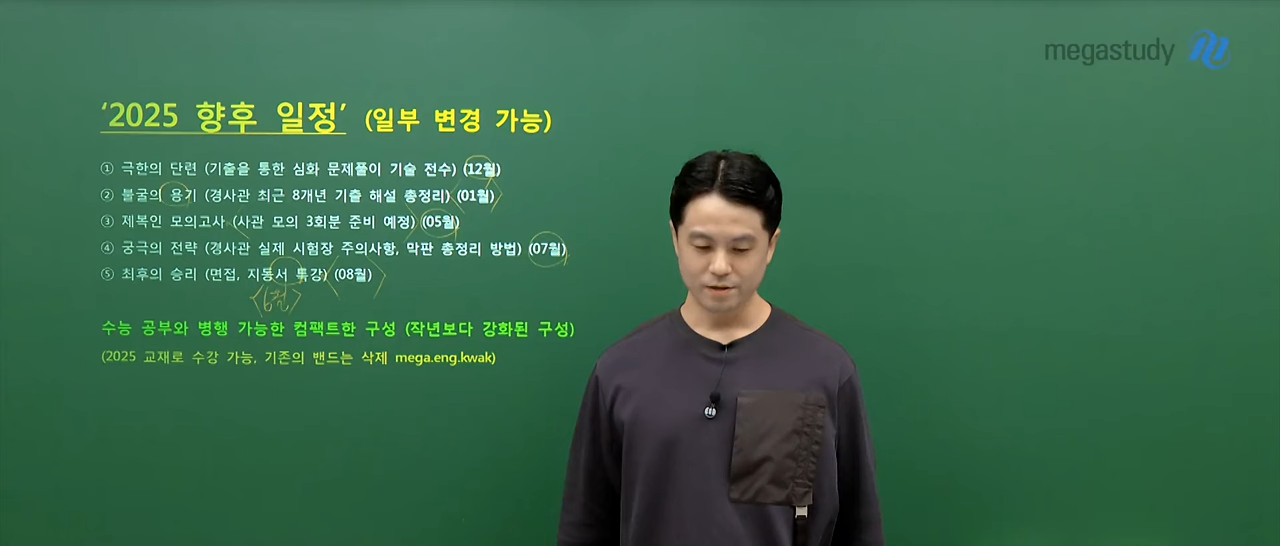 megastudy
‘2025 향후 일정’ (일부 변경 가능)
① 극한의 단련 (기출을 통한 심화 문제풀이 기술 전수) (12월)
② 불굴의 용기 (경사관 최근 8개년 기출 해설 총정리) (01월)
③ 제복인 모의고사 (사관 모의 3회분 준비 예정) (05월)
④ 궁극의 전략 (경사관 실제 시험장 주의사항, 막판 총정리 방법) (07월)
⑤ 최후의 승리 (면접, 지동서 특강) (08월)
6월
수능 공부와 병행 가능한 컴팩트한 구성 (작년보다 강화된 구성)
(2025 교재로 수강 가능, 기존의 밴드는 삭제 mega.eng.kwak)